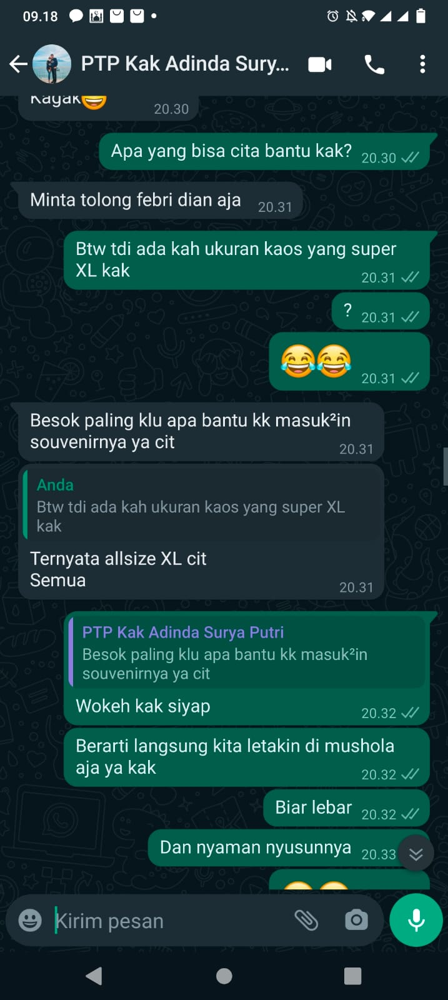 09.18
PTP Kak Adinda Sury...
Kayak😅
20.30
Apa yang bisa cita bantu kak?
20.30
Minta tolong febri dian aja
20.31
Btw tdi ada kah ukuran kaos yang super
XL kak
20.31
?
20.31
😂😂
20.31
Besok paling klu apa bantu kk masuk²in
souvenirnya ya cit
20.31
Anda
Btw tdi ada kah ukuran kaos yang super XL
kak
Ternyata allsize XL cit
Semua
20.31
PTP Kak Adinda Surya Putri
Besok paling klu apa bantu kk masuk²in
souvenirnya ya cit
Wokeh kak siyap
20.32
Berarti langsung kita letakin di mushola
aja ya kak
20.32
Biar lebar
20.32
Dan nyaman nyusunnya
20.33
Kirim pesan